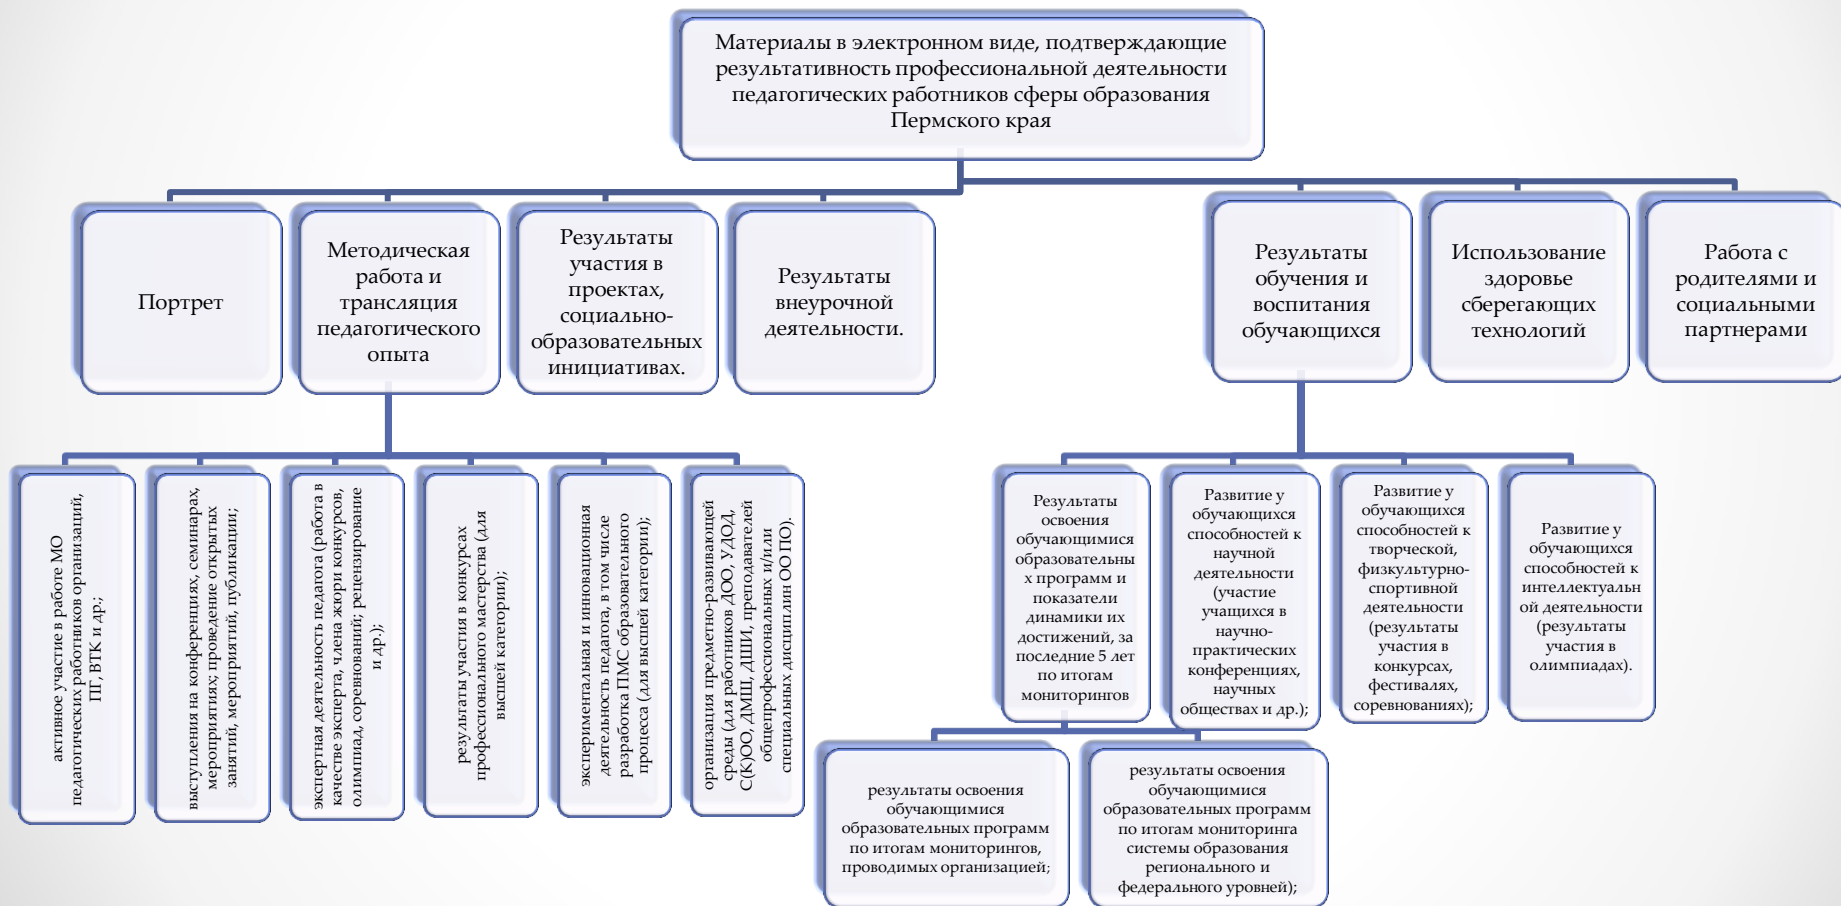 Материалы в электронном виде, подтверждающие
результативность профессиональной деятельности
педагогических работников сферы образования
Пермского края
Портрет
Методическая
работа и
трансляция
педагогического
опыта
Результаты
участия в
проектах,
социально-
образовательных
инициативах.
Результаты
внеурочной
деятельности.
Результаты
обучения и
воспитания
обучающихся
Использование
здоровье
сберегающих
технологий
Работа с
родителями и
социальными
партнерами
активное участие в работе МО
педагогических работников организаций,
ПГ, ВТК и др.;
выступления на конференциях, семинарах,
мероприятиях; проведение открытых
занятий, мероприятий, публикации;
экспертная деятельность педагога (работа в
качестве эксперта, члена жюри конкурсов,
олимпиад, соревнований; рецензирование
и др.);
результаты участия в конкурсах
профессионального мастерства (для
высшей категории);
экспериментальная и инновационная
деятельность педагога, в том числе
разработка ПМС образовательного
процесса (для высшей категории);
организация предметно-развивающей
среды (для работников ДОО, УДОД,
С(К)ОО, ДМШ, ДШИ, преподавателей
общепрофессиональных и/или
специальных дисциплин ОО ПО).
Результаты
освоения
обучающимися
образовательны
х программ и
показатели
динамики их
достижений, за
последние 5 лет
по итогам
мониторингов
Развитие у
обучающихся
способностей к
научной
деятельности
(участие
учащихся в
научно-
практических
конференциях,
научных
обществах и др.);
Развитие у
обучающихся
способностей к
творческой,
физкультурно-
спортивной
деятельности
(результаты
участия в
конкурсах,
фестивалях,
соревнованиях);
Развитие у
обучающихся
способностей к
интеллектуальн
ой деятельности
(результаты
участия в
олимпиадах).
результаты освоения
обучающимися
образовательных программ
по итогам мониторингов,
проводимых организацией;
результаты освоения
обучающимися
образовательных программ
по итогам мониторинга
системы образования
регионального и
федерального уровней);